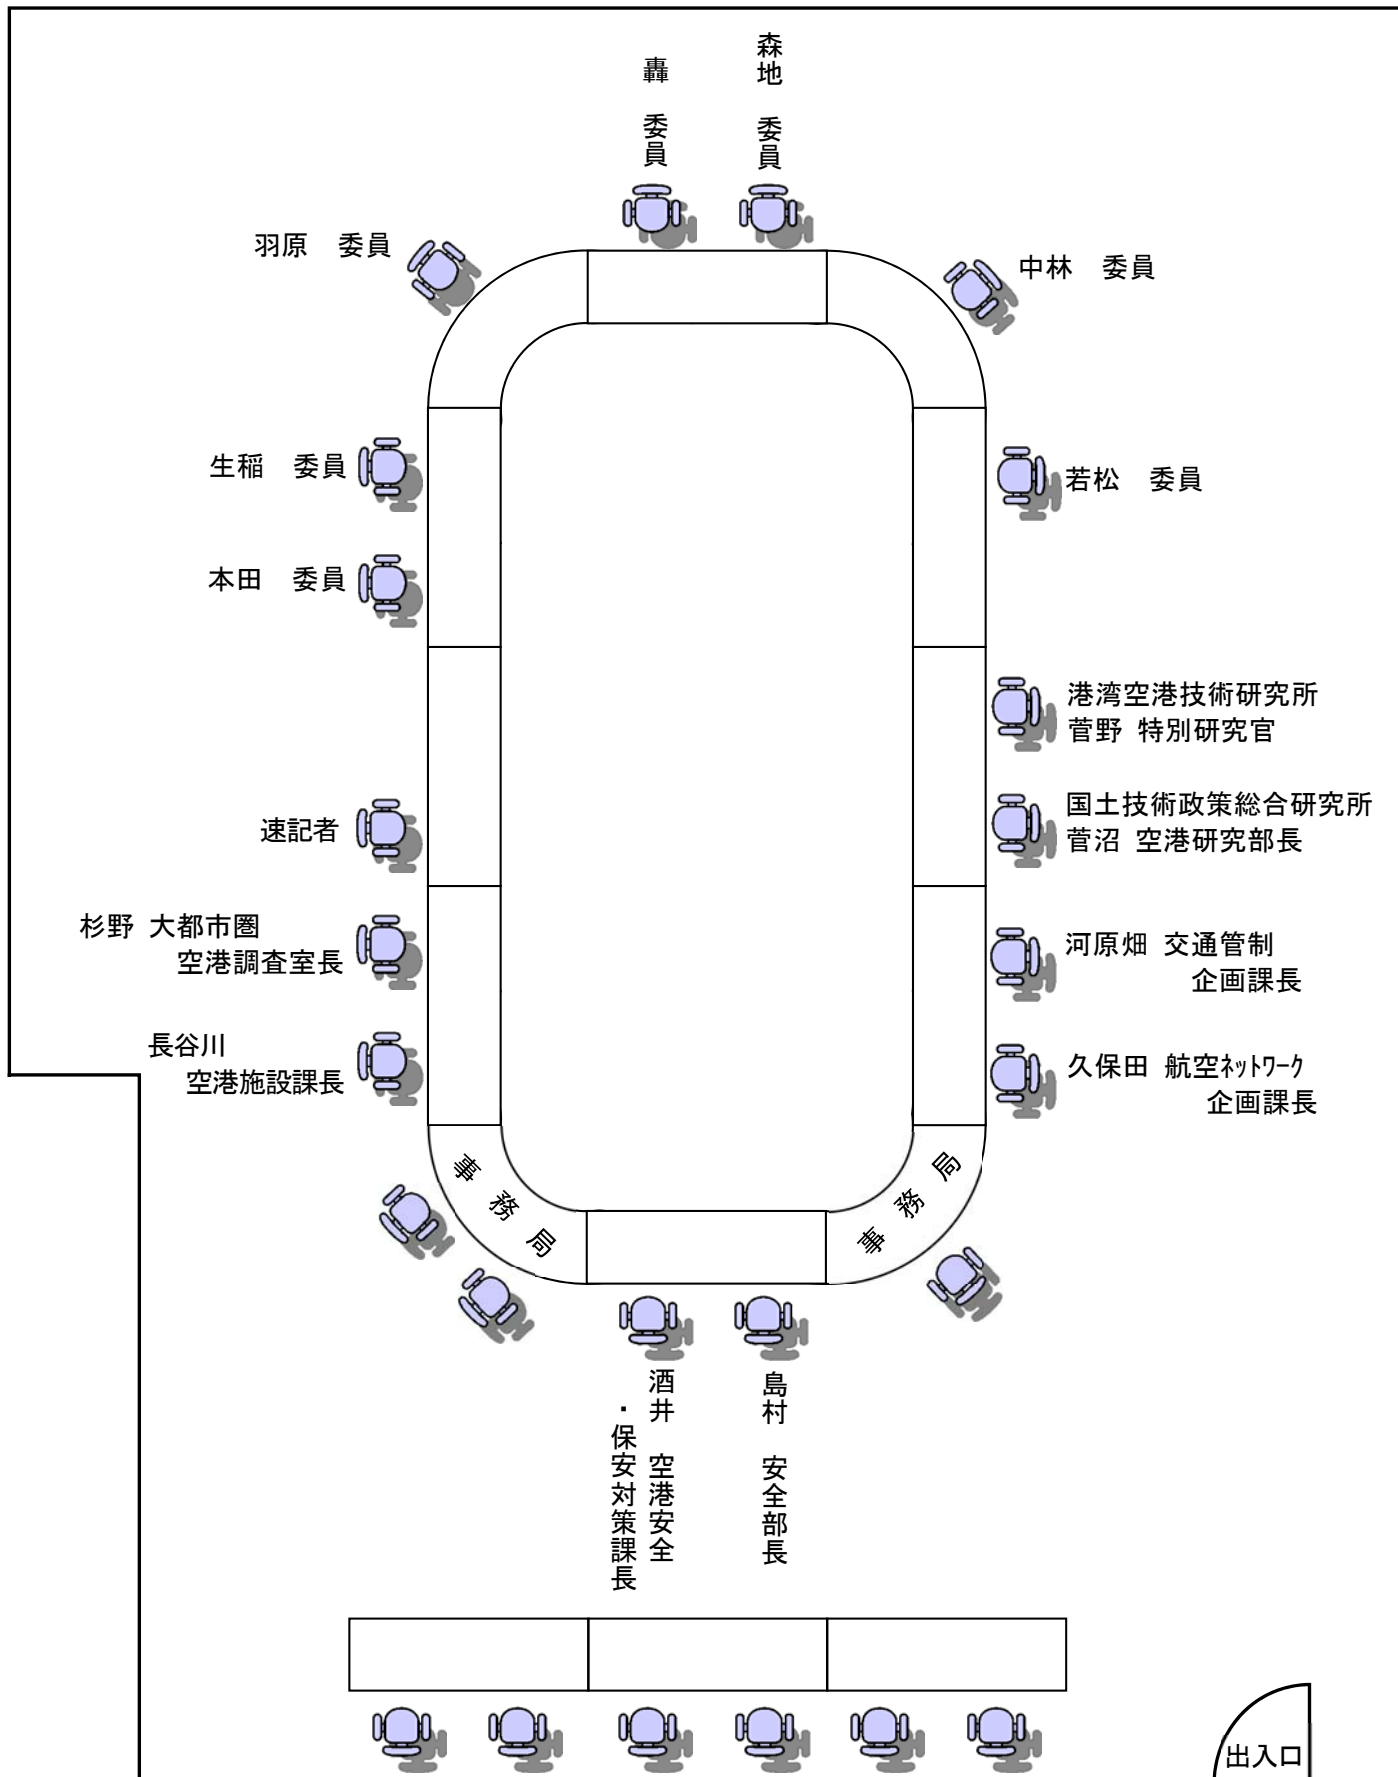 轟　委員
森地　委員
羽原　委員
中林　委員
生稲　委員
若松　委員
本田　委員
港湾空港技術研究所
菅野 特別研究官
国土技術政策総合研究所
菅沼 空港研究部長
速記者
杉野 大都市圏
空港調査室長
河原畑 交通管制
企画課長
長谷川
空港施設課長
久保田 航空ﾈｯﾄﾜｰｸ
企画課長
事務局
事務局
酒井　空港安全
・保安対策課長
島村　安全部長
出入口